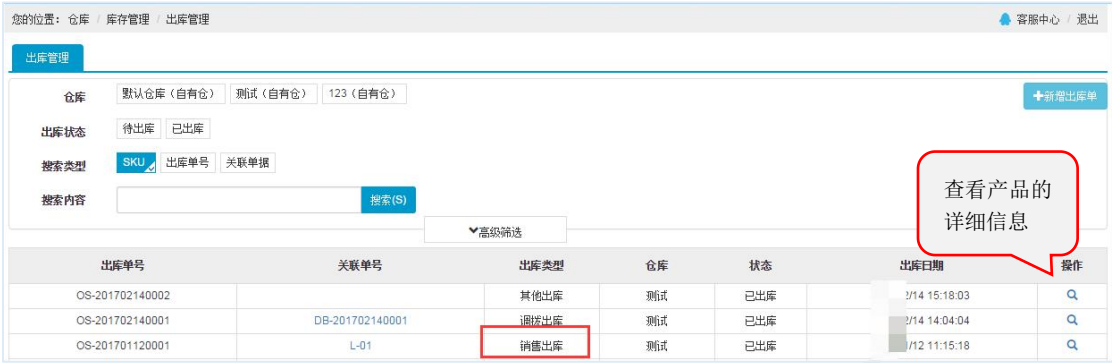 您的位置： 仓库 / 库存管理 / 出库管理 客服中心 / 退出
出库管理
仓库 默认仓库（自有仓） 测试（自有仓） 123（自有仓） +新增出库单
出库状态 待出库 已出库
搜索类型 SKU 出库单号 关联单据
搜索内容 搜索(S)
查看产品的
详细信息
高级筛选
出库单号 关联单号 出库类型 仓库 状态 出库日期 操作
OS-201702140002 其他出库 测试 已出库 2/14 15:18:03
OS-201702140001 DB-201702140001 调拨出库 测试 已出库 2/14 14:04:04
OS-201701120001 L-01 销售出库 测试 已出库 /12 11:15:18